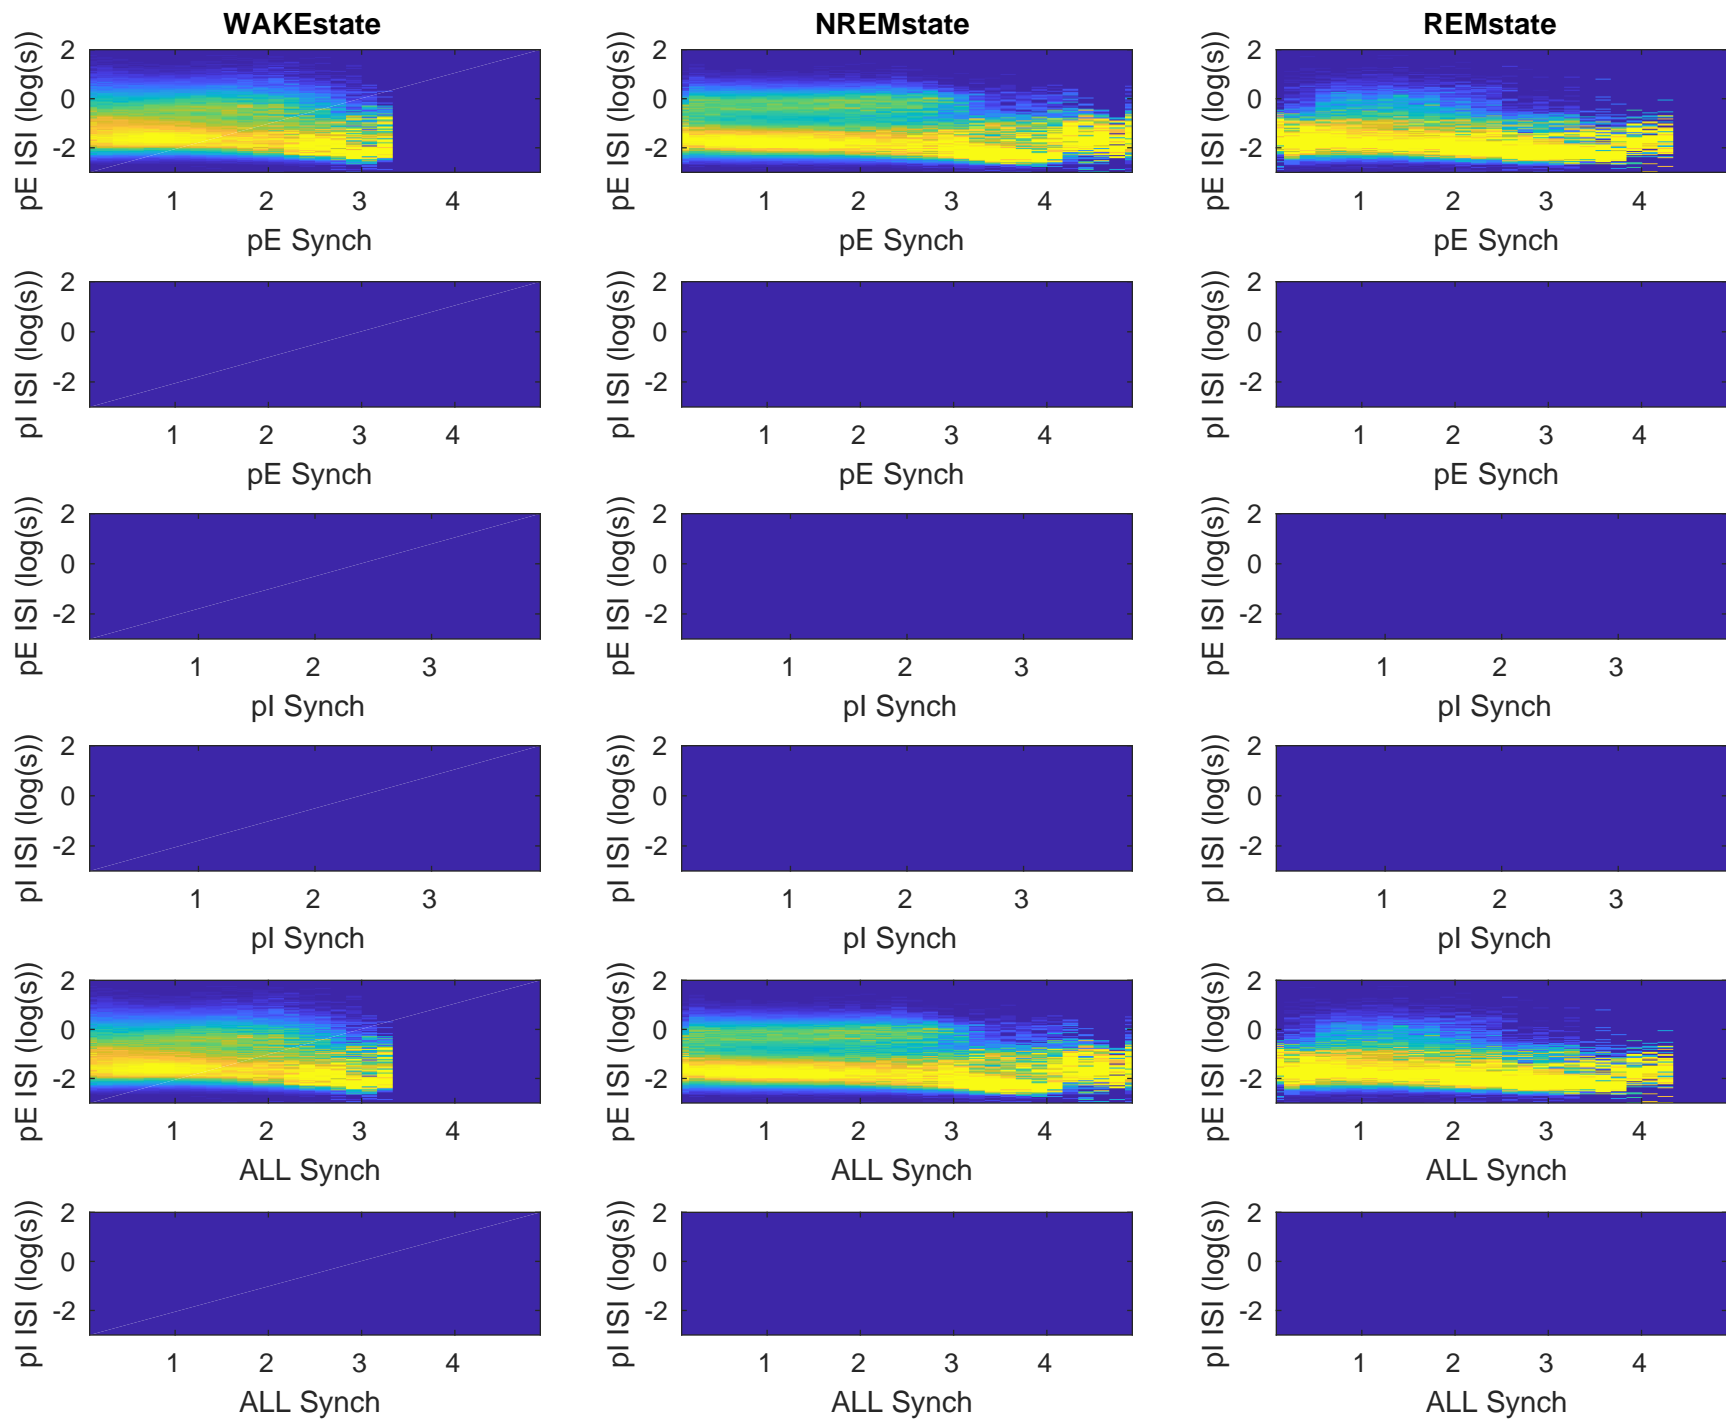 WAKEstate NREMstate REMstate
pE ISI (log(s)) 2 0 -2 pE ISI (log(s)) 2 0 -2 pE ISI (log(s)) 2 0 -2
1 2 3 4 1 2 3 4 1 2 3 4
pE Synch pE Synch pE Synch
pI ISI (log(s)) 2 0 -2 pI ISI (log(s)) 2 0 -2 pI ISI (log(s)) 2 0 -2
1 2 3 4 1 2 3 4 1 2 3 4
pE Synch pE Synch pE Synch
pE ISI (log(s)) 2 0 -2 pE ISI (log(s)) 2 0 -2 pE ISI (log(s)) 2 0 -2
1 2 3 1 2 3 1 2 3
pI Synch pI Synch pI Synch
pI ISI (log(s)) 2 0 -2 pI ISI (log(s)) 2 0 -2 pI ISI (log(s)) 2 0 -2
1 2 3 1 2 3 1 2 3
pI Synch pI Synch pI Synch
pE ISI (log(s)) 2 0 -2 pE ISI (log(s)) 2 0 -2 pE ISI (log(s)) 2 0 -2
1 2 3 4 1 2 3 4 1 2 3 4
ALL Synch ALL Synch ALL Synch
pI ISI (log(s)) 2 0 -2 pI ISI (log(s)) 2 0 -2 pI ISI (log(s)) 2 0 -2
1 2 3 4 1 2 3 4 1 2 3 4
ALL Synch ALL Synch ALL Synch